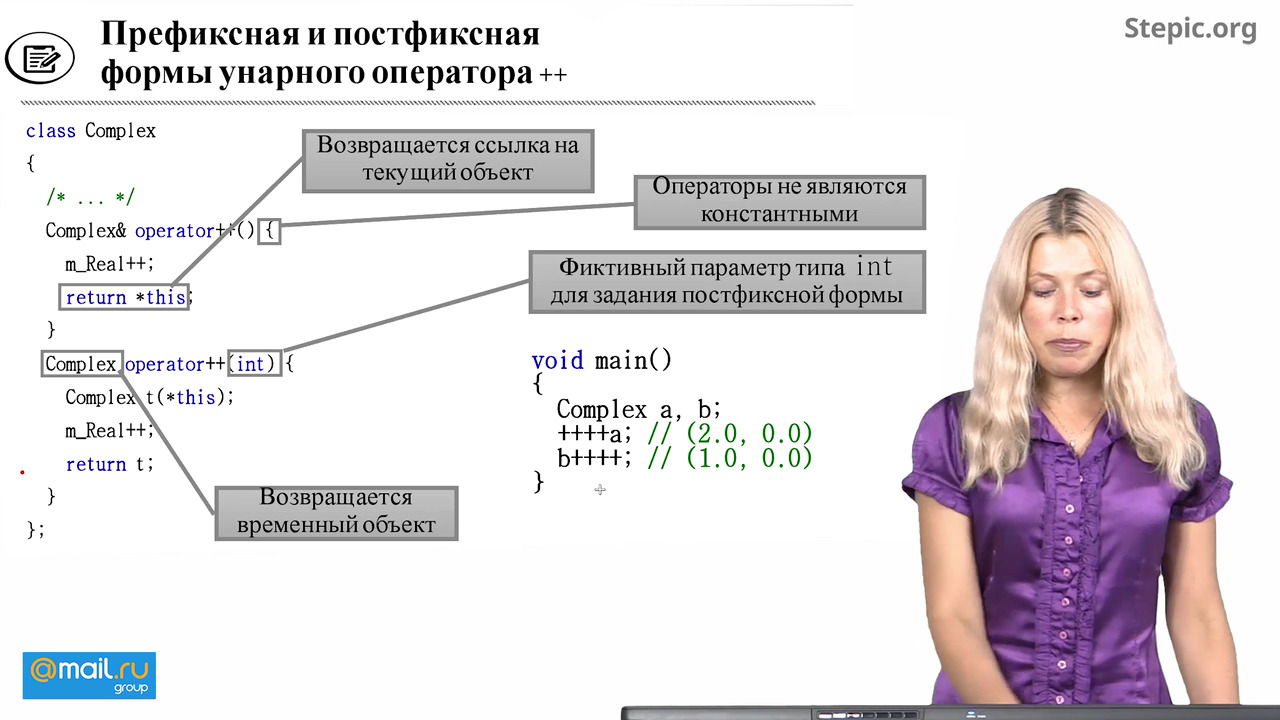 Префиксная и постфиксная
формы унарного оператора ++
Stepic.org
class Complex
{
/* ... */
Complex& operator++() {
m_Real++;
return *this;
}
Complex operator++(int) {
Complex t(*this);
m_Real++;
return t;
}
};
Возвращается ссылка на
текущий объект
Операторы не являются
константными
Фиктивный параметр типа int
для задания постфиксной формы
Возвращается
временный объект
void main()
{
Complex a, b;
++++a; // (2.0, 0.0)
b++++; // (1.0, 0.0)
}
@mail.ru
group